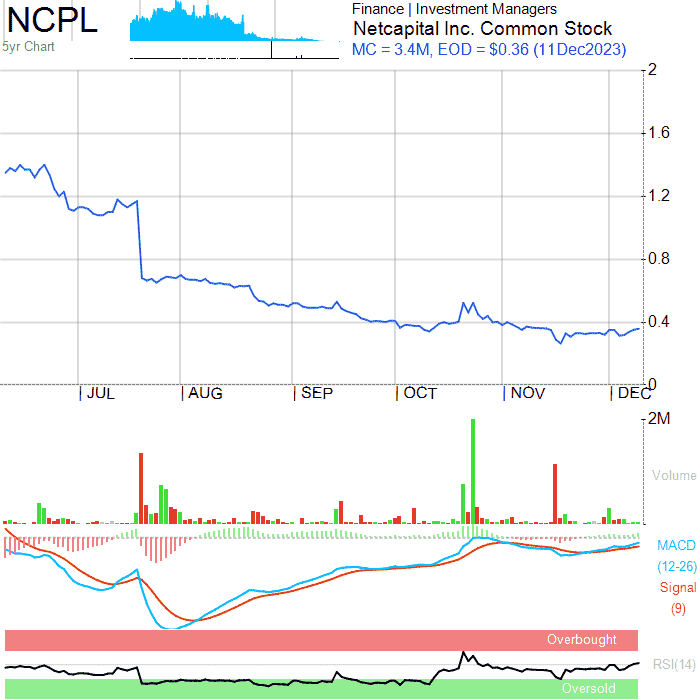 NCPL
5yr Chart
Finance | Investment Managers
Netcapital Inc. Common Stock
MC = 3.4M, EOD = $0.36 (11Dec2023)
2
1.6
1.2
0.8
0.4
0
| JUL | AUG | SEP | OCT | NOV | DEC
2M
Volume
MACD
(12-26)
Signal
(9)
Overbought
RSI(14)
Oversold